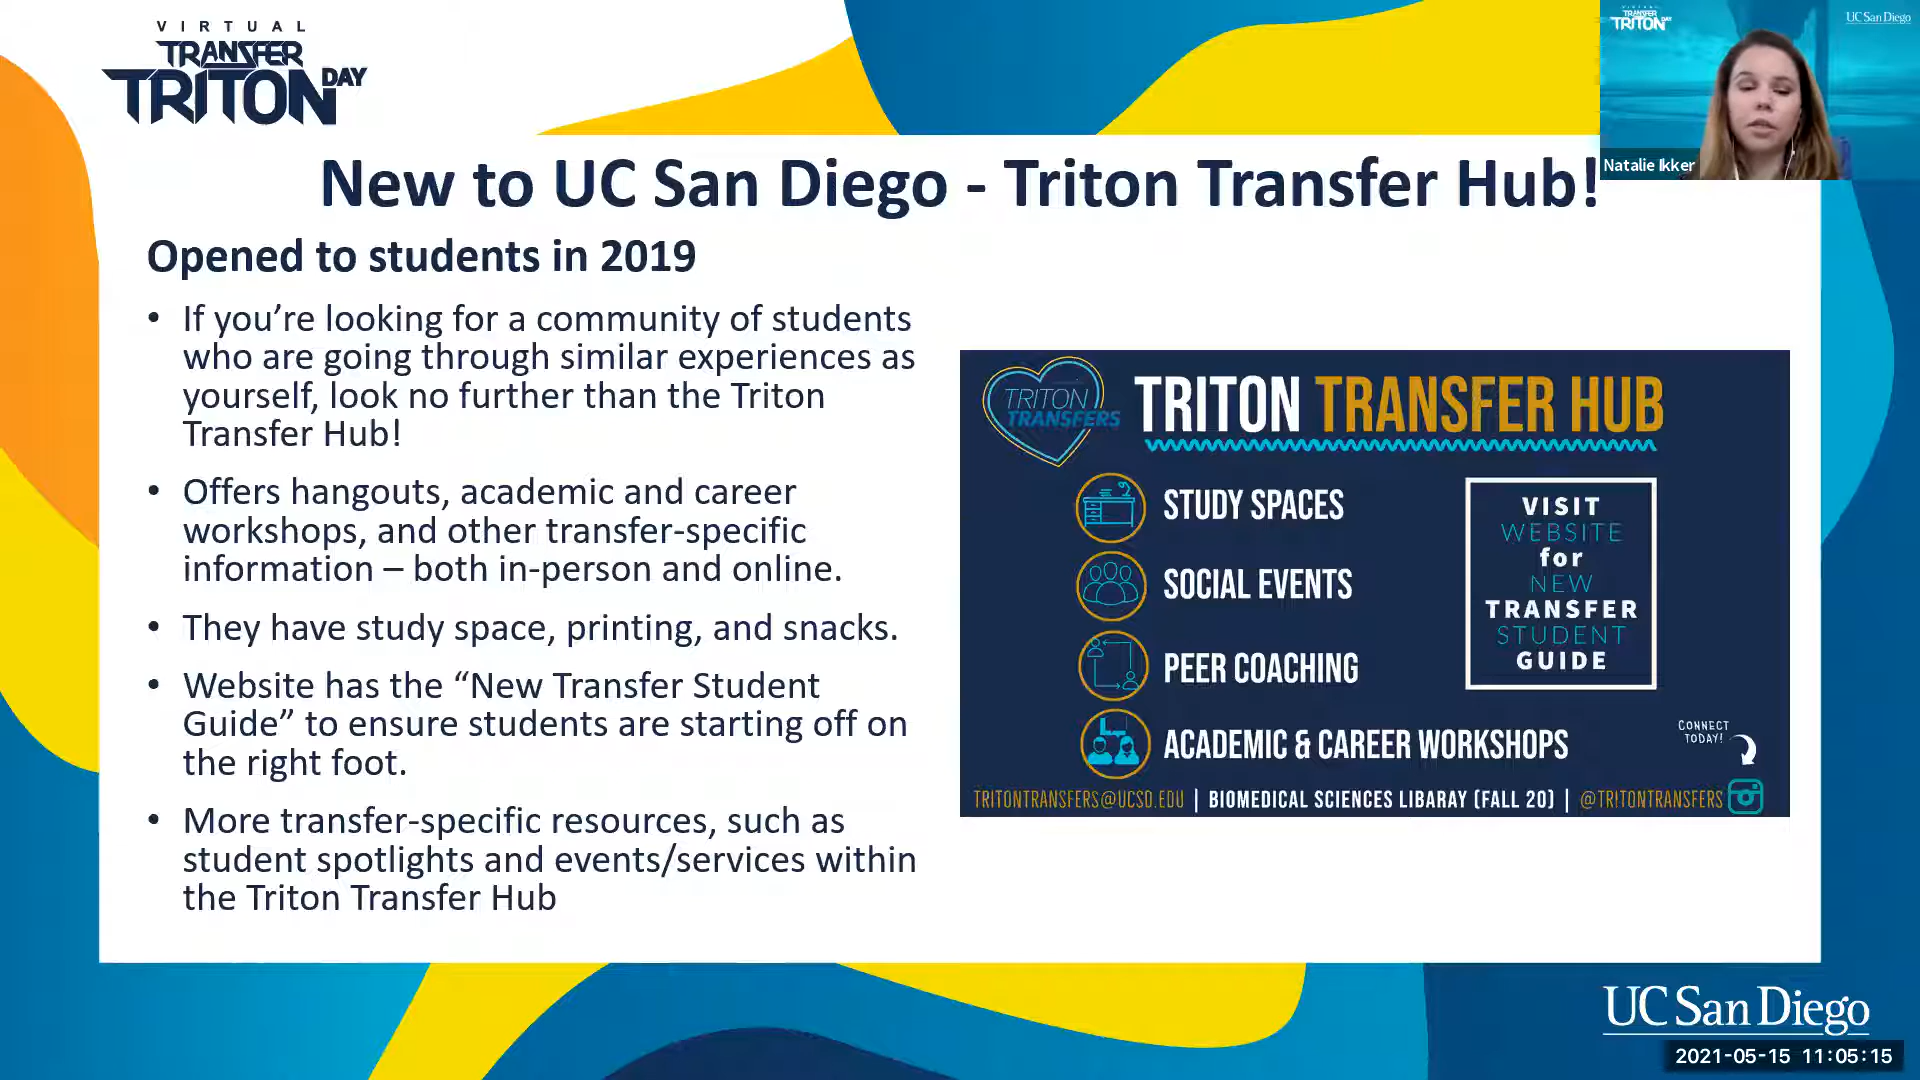 VIRTUAL
TRANSFER
TRITON DAY
New to UC San Diego - Triton Transfer Hub!
Opened to students in 2019
• If you’re looking for a community of students
who are going through similar experiences as
yourself, look no further than the Triton
Transfer Hub!
• Offers hangouts, academic and career
workshops, and other transfer-specific
information – both in-person and online.
• They have study space, printing, and snacks.
• Website has the “New Transfer Student
Guide” to ensure students are starting off on
the right foot.
• More transfer-specific resources, such as
student spotlights and events/services within
the Triton Transfer Hub
TRITON
TRANSFERS
TRITON TRANSFER HUB
STUDY SPACES
SOCIAL EVENTS
PEER COACHING
ACADEMIC & CAREER WORKSHOPS
VISIT
WEBSITE
for
NEW
TRANSFER
STUDENT
GUIDE
CONNECT
TODAY!
TRITONTRANSFERS@UCSD.EDU | BIOMEDICAL SCIENCES LIBARAY (FALL 20) | @TRITONTRANSFERS
TRANSFER
TRITON DAY
UC San Diego
Natalie Ikker
UC San Diego
2021-05-15 11:05:15